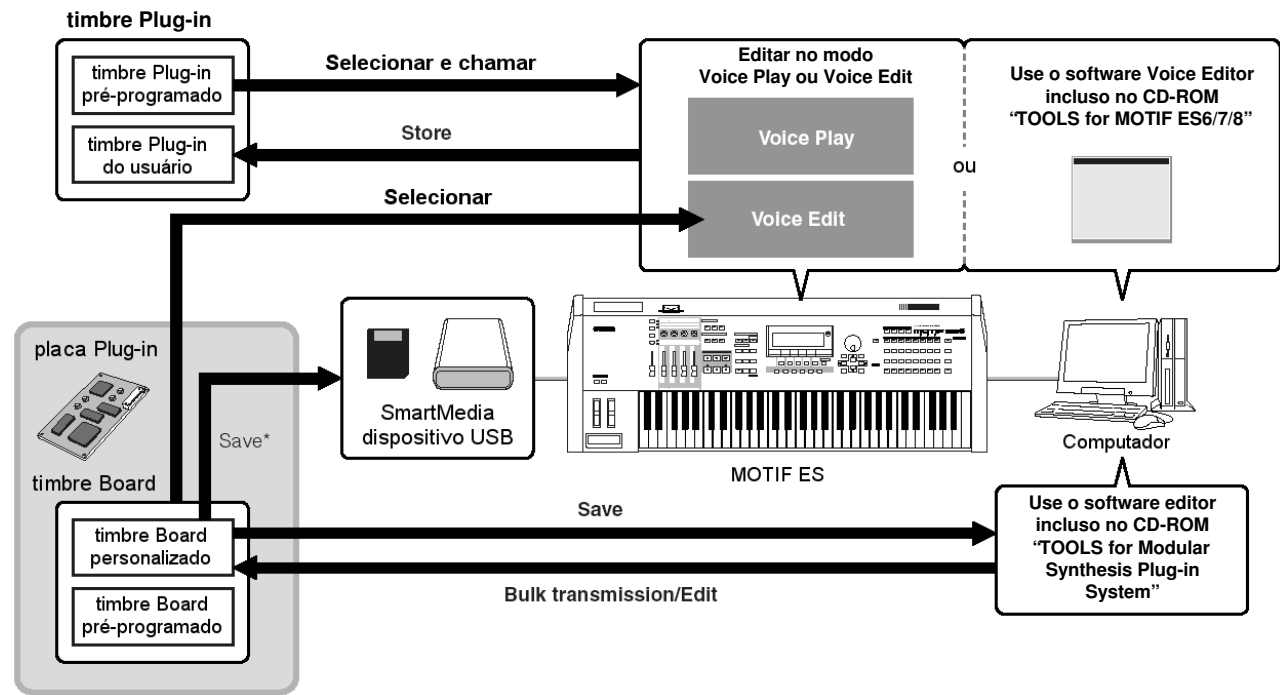 timbre Plug-in
timbre Plug-in
pré-programado
timbre Plug-in
do usuário
Selecionar e chamar
Store
Selecionar
Editar no modo
Voice Play ou Voice Edit
Voice Play
Voice Edit
ou
Use o software Voice Editor
incluso no CD-ROM
“TOOLS for MOTIF ES6/7/8”
placa Plug-in
Save*
SmartMedia
dispositivo USB
MOTIF ES
Computador
timbre Board
timbre Board
personalizado
timbre Board
pré-programado
Save
Bulk transmission/Edit
Use o software editor
incluso no CD-ROM
“TOOLS for Modular
Synthesis Plug-in
System”